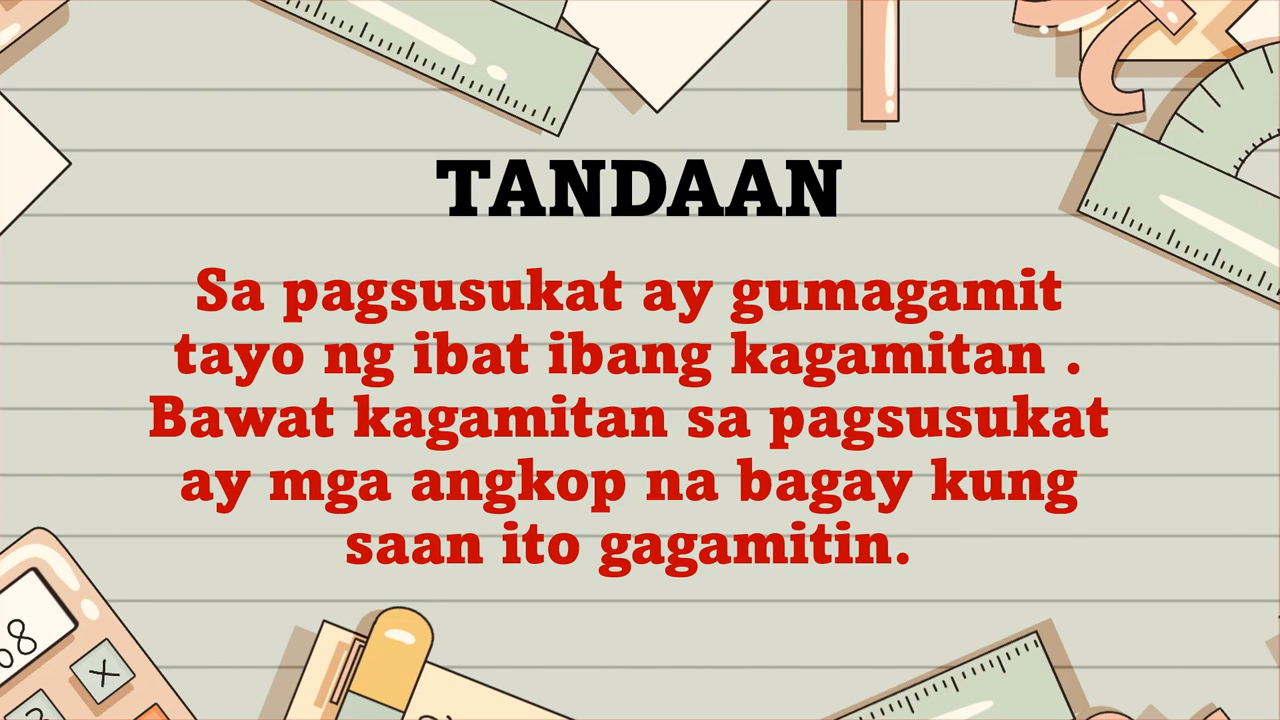 TANDAAN
Sa pagsusukat ay gumagamit
tayo ng ibat ibang kagamitan .
Bawat kagamitan sa pagsusukat
ay mga angkop na bagay kung
saan ito gagamitin.